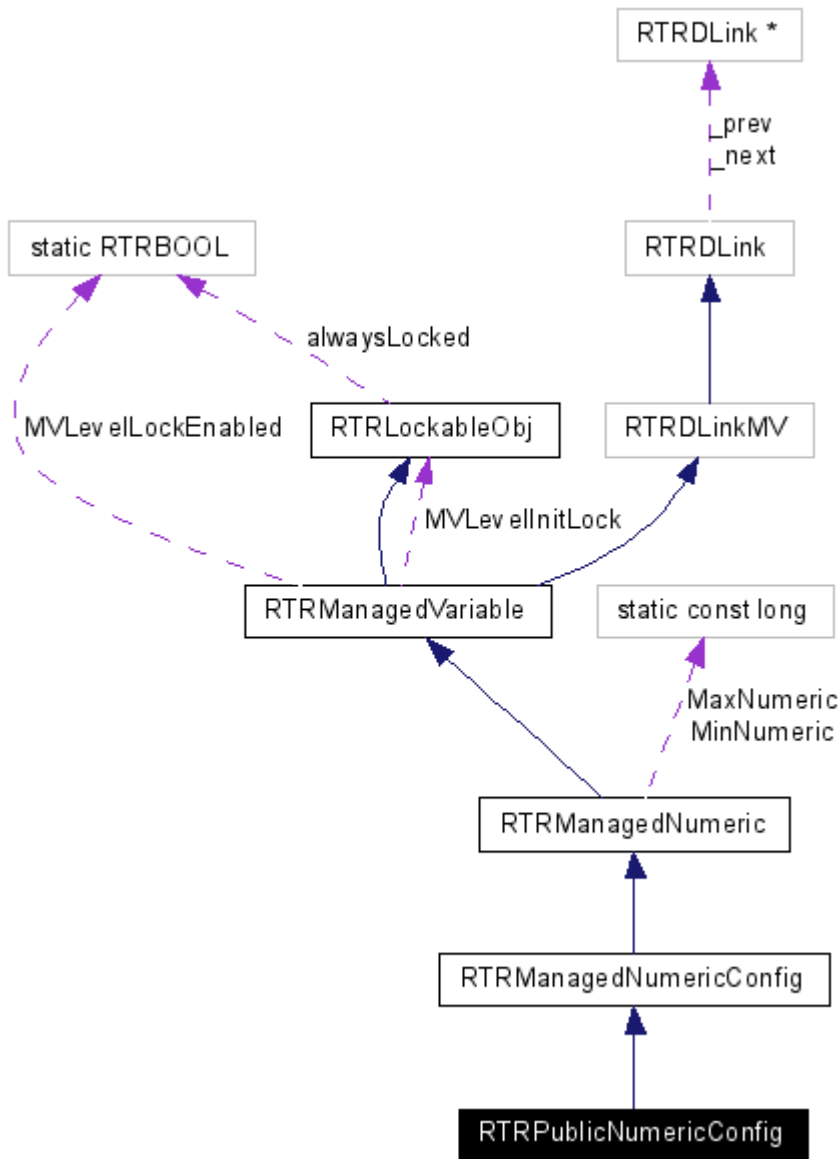 RTRDLink *
_prev
_next
static RTRBOOL
RTRDLink
alwaysLocked
MVLevelLockEnabled
RTRLockableObj
RTRDLinkMV
MVLevelInitLock
RTRManagedVariable
static const long
MaxNumeric
MinNumeric
RTRManagedNumeric
RTRManagedNumericConfig
RTRPublicNumericConfig